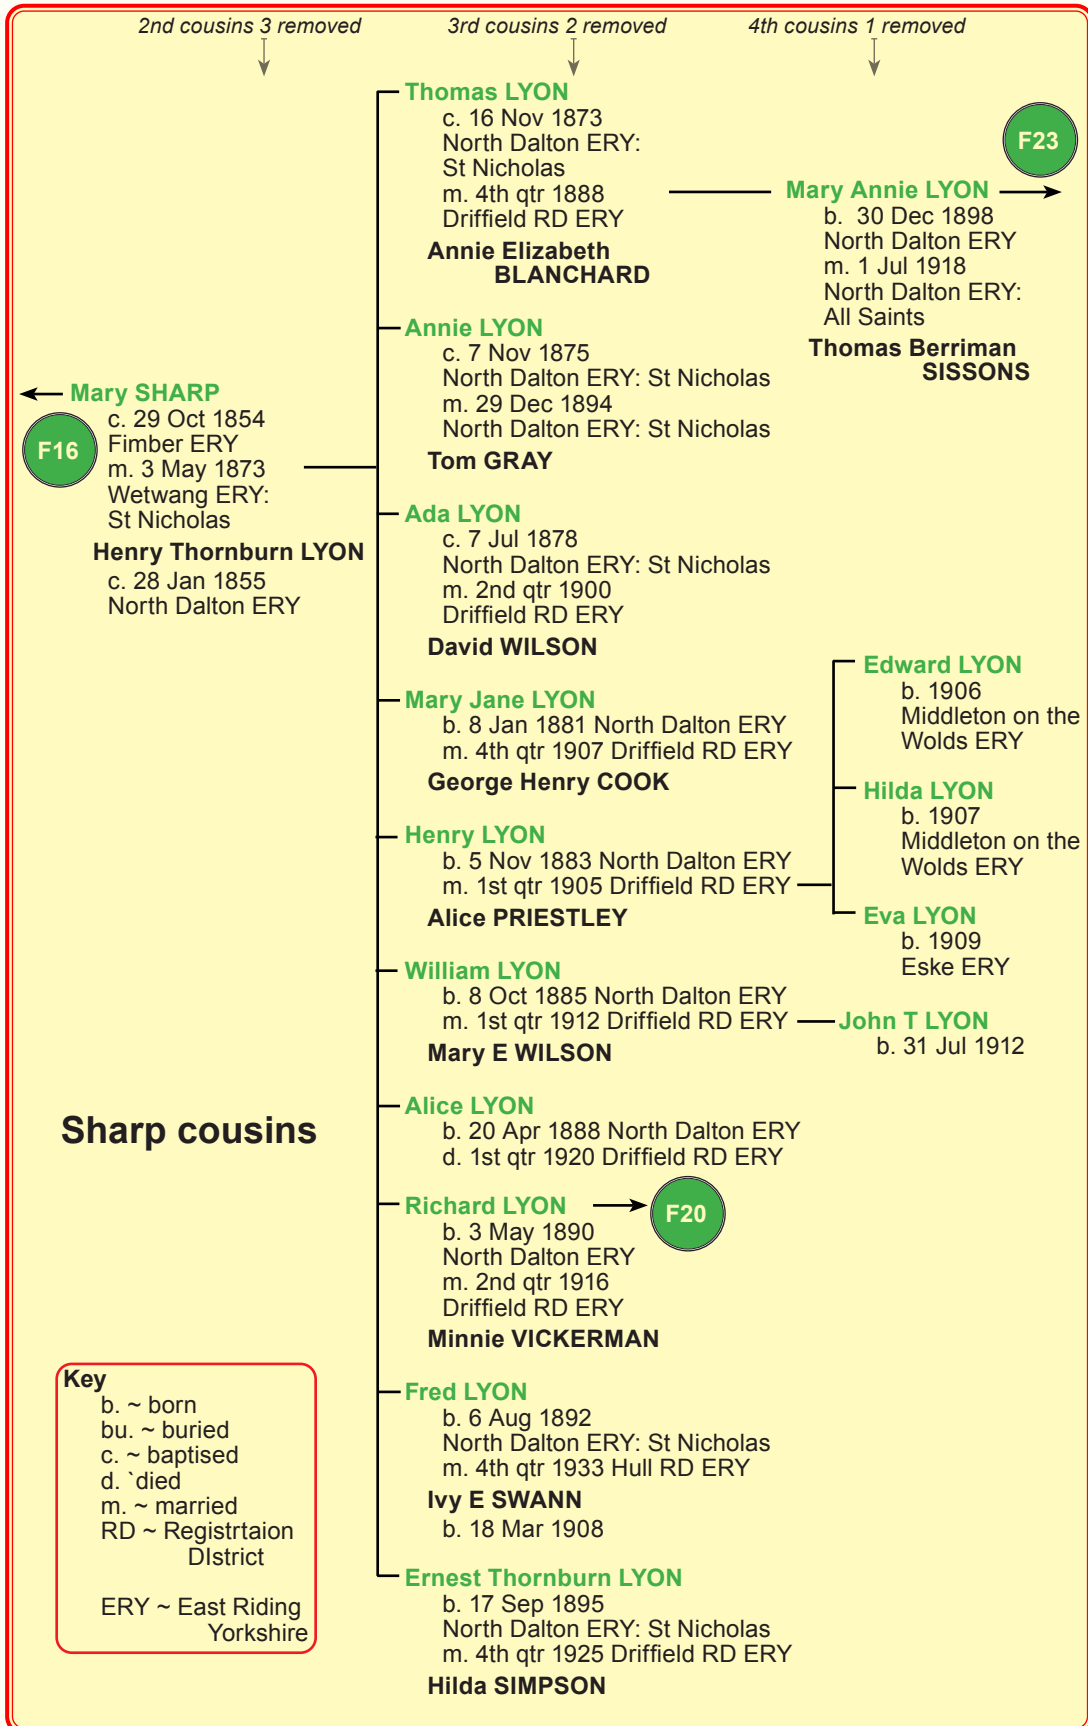 2nd cousins 3 removed
3rd cousins 2 removed
4th cousins 1 removed
F16
Mary SHARP
c. 29 Oct 1854
Fimber ERY
m. 3 May 1873
Wetwang ERY:
St Nicholas
Henry Thornburn LYON
c. 28 Jan 1855
North Dalton ERY
Thomas LYON
c. 16 Nov 1873
North Dalton ERY:
St Nicholas
m. 4th qtr 1888
Driffield RD ERY
Annie Elizabeth
BLANCHARD
F23
Mary Annie LYON
b. 30 Dec 1898
North Dalton ERY
m. 1 Jul 1918
North Dalton ERY:
All Saints
Thomas Berriman
SISSONS
Annie LYON
c. 7 Nov 1875
North Dalton ERY: St Nicholas
m. 29 Dec 1894
North Dalton ERY: St Nicholas
Tom GRAY
Ada LYON
c. 7 Jul 1878
North Dalton ERY: St Nicholas
m. 2nd qtr 1900
Driffield RD ERY
David WILSON
Mary Jane LYON
b. 8 Jan 1881 North Dalton ERY
m. 4th qtr 1907 Driffield RD ERY
George Henry COOK
Henry LYON
b. 5 Nov 1883 North Dalton ERY
m. 1st qtr 1905 Driffield RD ERY
Alice PRIESTLEY
Edward LYON
b. 1906
Middleton on the
Wolds ERY
Hilda LYON
b. 1907
Middleton on the
Wolds ERY
Eva LYON
b. 1909
Eske ERY
William LYON
b. 8 Oct 1885 North Dalton ERY
m. 1st qtr 1912 Driffield RD ERY
Mary E WILSON
John T LYON
b. 31 Jul 1912
Alice LYON
b. 20 Apr 1888 North Dalton ERY
d. 1st qtr 1920 Driffield RD ERY
Richard LYON
F20
b. 3 May 1890
North Dalton ERY
m. 2nd qtr 1916
Driffield RD ERY
Minnie VICKERMAN
Fred LYON
b. 6 Aug 1892
North Dalton ERY: St Nicholas
m. 4th qtr 1933 Hull RD ERY
Ivy E SWANN
b. 18 Mar 1908
Ernest Thornburn LYON
b. 17 Sep 1895
North Dalton ERY: St Nicholas
m. 4th qtr 1925 Driffield RD ERY
Hilda SIMPSON
Sharp cousins
Key
b. ~ born
bu. ~ buried
c. ~ baptised
d. `died
m. ~ married
RD ~ Registrtaion
DIstrict
ERY ~ East Riding
Yorkshire